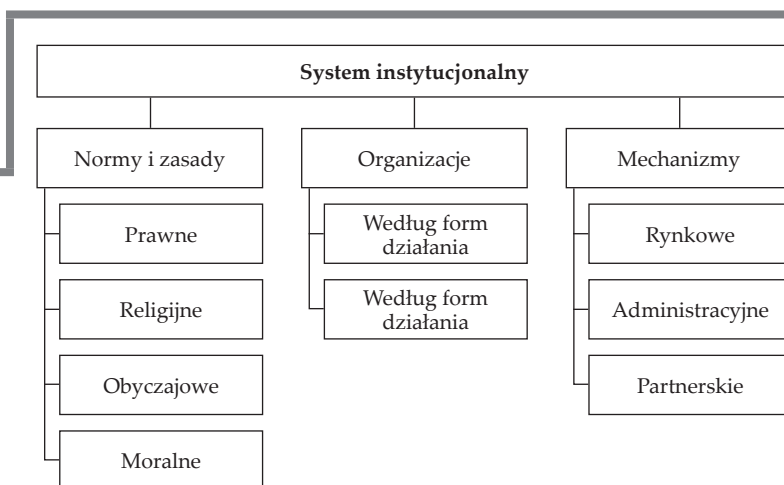 System instytucjonalny
Normy i zasady
Prawne
Religijne
Obyczajowe
Moralne
Organizacje
Według form
działania
Według form
działania
Mechanizmy
Rynkowe
Administracyjne
Partnerskie